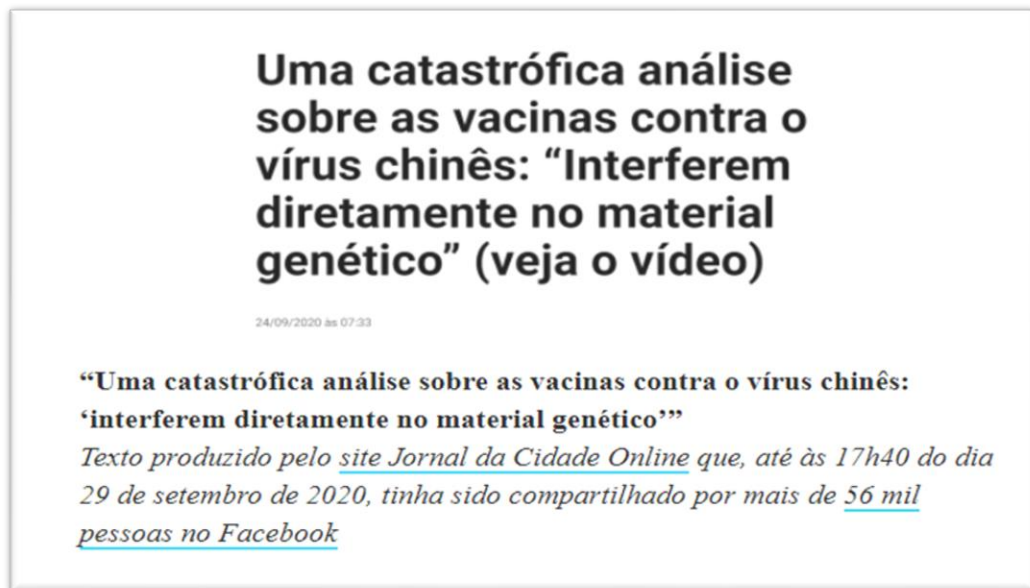 Uma catastrófica análise
sobre as vacinas contra o
vírus chinês: “Interferem
diretamente no material
genético” (veja o vídeo)
24/09/2020 às 07:33
“Uma catastrófica análise sobre as vacinas contra o vírus chinês:
‘interferem diretamente no material genético’”
Texto produzido pelo site Jornal da Cidade Online que, até às 17h40 do dia
29 de setembro de 2020, tinha sido compartilhado por mais de 56 mil
pessoas no Facebook